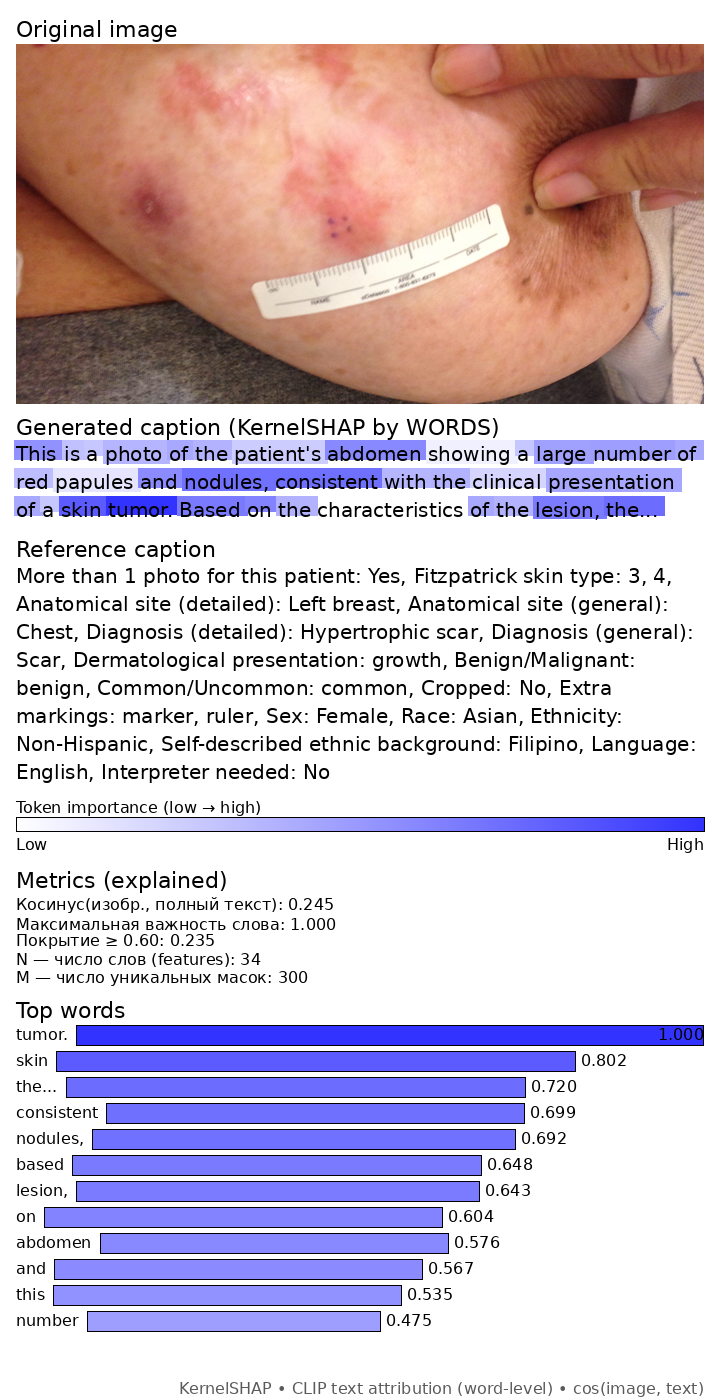 Original image
NAME
AREA
DATE
Generated caption (KernelSHAP by WORDS)
This is a photo of the patient's abdomen showing a large number of
red papules and nodules, consistent with the clinical presentation
of a skin tumor. Based on the characteristics of the lesion, the...
Reference caption
More than 1 photo for this patient: Yes, Fitzpatrick skin type: 3, 4,
Anatomical site (detailed): Left breast, Anatomical site (general):
Chest, Diagnosis (detailed): Hypertrophic scar, Diagnosis (general):
Scar, Dermatological presentation: growth, Benign/Malignant:
benign, Common/Uncommon: common, Cropped: No, Extra
markings: marker, ruler, Sex: Female, Race: Asian, Ethnicity:
Non-Hispanic, Self-described ethnic background: Filipino, Language:
English, Interpreter needed: No
Token importance (low → high)
Low High
Metrics (explained)
Косинус(изобр., полный текст): 0.245
Максимальная важность слова: 1.000
Покрытие ≥ 0.60: 0.235
N — число слов (features): 34
M — число уникальных масок: 300
Top words
tumor. 1.000
skin 0.802
the... 0.720
consistent 0.699
nodules, 0.692
based 0.648
lesion, 0.643
on 0.604
abdomen 0.576
and 0.567
this 0.535
number 0.475
KernelSHAP • CLIP text attribution (word-level) • cos(image, text)